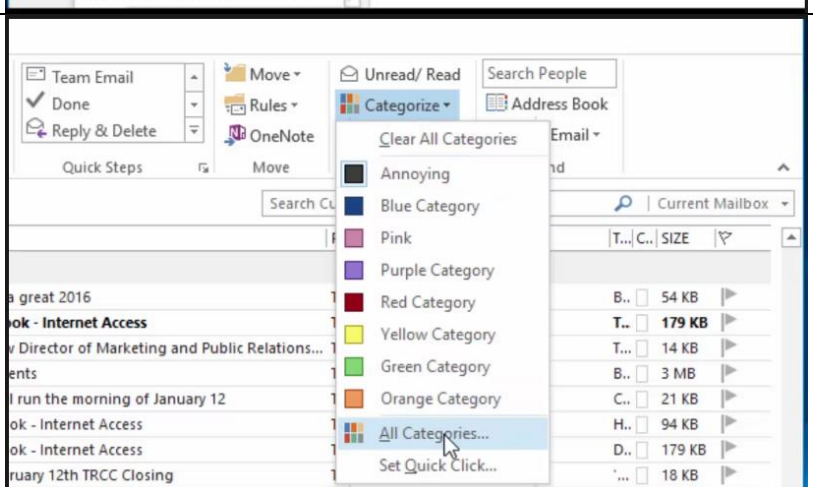 Team Email Move Unread/ Read Search People
Done Rules Categorize Address Book
Reply & Delete OneNote Clear All Categories Email
Quick Steps Move
Annoying
Search Blue Category Current Mailbox
Pink T... C.. SIZE
Purple Category
a great 2016 Red Category B.. 54 KB
ok - Internet Access T.. 179 KB
Director of Marketing and Public Relations... Yellow Category T... 14 KB
ents Green Category B.. 3 MB
I run the morning of January 12 Orange Category C.. 21 KB
ok - Internet Access All Categories... H.. 94 KB
ok - Internet Access D.. 179 KB
ruary 12th TRCC Closing Set Quick Click... 18 KB